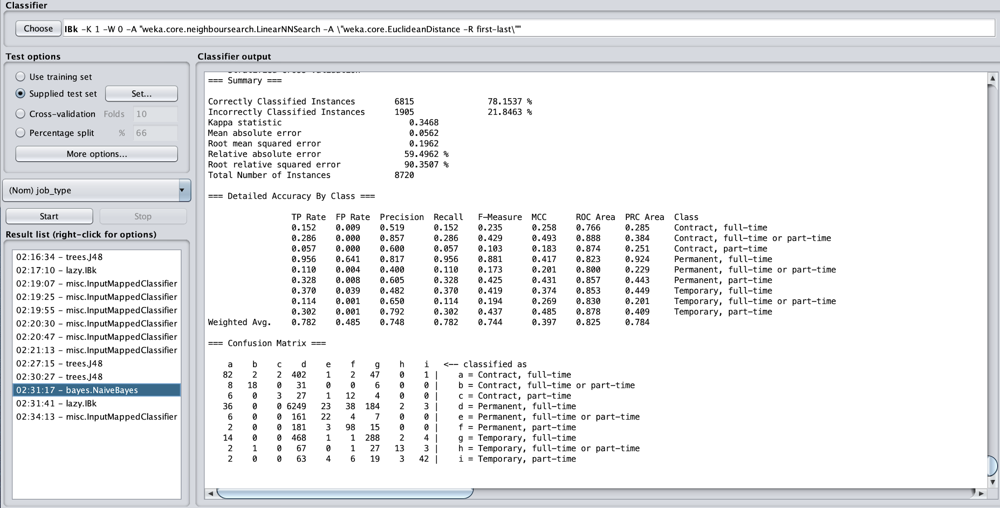 Classifier
Choose IBk -K 1 -W 0 -A "weka.core.neighboursearch.LinearNNSearch -A \"weka.core.EuclideanDistance -R first-last\""
Test options
Use training set
Supplied test set Set...
Cross-validation Folds 10
Percentage split % 66
More options...
(Nom) job_type
Start Stop
Result list (right-click for options)
02:16:34 - trees.J48
02:17:10 - lazy.IBk
02:19:07 - misc.InputMappedClassifier
02:19:25 - misc.InputMappedClassifier
02:19:55 - misc.InputMappedClassifier
02:20:30 - misc.InputMappedClassifier
02:20:47 - misc.InputMappedClassifier
02:21:13 - misc.InputMappedClassifier
02:27:15 - trees.J48
02:30:27 - trees.J48
02:31:17 - bayes.NaiveBayes
02:31:41 - lazy.IBk
02:34:13 - misc.InputMappedClassifier
Classifier output
=== Summary ===
Correctly Classified Instances 6815 78.1537 %
Incorrectly Classified Instances 1905 21.8463 %
Kappa statistic 0.3468
Mean absolute error 0.0562
Root mean squared error 0.1962
Relative absolute error 59.4962 %
Root relative squared error 90.3507 %
Total Number of Instances 8720
=== Detailed Accuracy By Class ===
TP Rate FP Rate Precision Recall F-Measure MCC ROC Area PRC Area Class
0.152 0.009 0.519 0.152 0.235 0.258 0.766 0.285 Contract, full-time
0.286 0.000 0.857 0.286 0.429 0.493 0.888 0.384 Contract, full-time or part-time
0.057 0.000 0.600 0.057 0.103 0.183 0.874 0.251 Contract, part-time
0.956 0.641 0.817 0.956 0.881 0.417 0.823 0.924 Permanent, full-time
0.110 0.004 0.400 0.110 0.173 0.201 0.800 0.229 Permanent, full-time or part-time
0.328 0.008 0.605 0.328 0.425 0.431 0.857 0.443 Permanent, part-time
0.370 0.039 0.482 0.370 0.419 0.374 0.853 0.449 Temporary, full-time
0.114 0.001 0.650 0.114 0.194 0.269 0.830 0.201 Temporary, full-time or part-time
0.302 0.001 0.792 0.302 0.437 0.485 0.878 0.409 Temporary, part-time
Weighted Avg. 0.782 0.485 0.748 0.782 0.744 0.397 0.825 0.784
=== Confusion Matrix ===
a b c d e f g h i <-- classified as
82 2 2 402 1 2 47 0 1 | a = Contract, full-time
8 18 0 31 0 0 6 0 0 | b = Contract, full-time or part-time
6 0 3 27 1 12 4 0 0 | c = Contract, part-time
36 0 0 6249 23 38 184 2 3 | d = Permanent, full-time
6 0 0 161 22 4 7 0 0 | e = Permanent, full-time or part-time
2 0 0 181 3 98 15 0 0 | f = Permanent, part-time
14 0 0 468 1 1 288 2 4 | g = Temporary, full-time
2 1 0 67 0 1 27 13 3 | h = Temporary, full-time or part-time
2 0 0 63 4 6 19 3 42 | i = Temporary, part-time